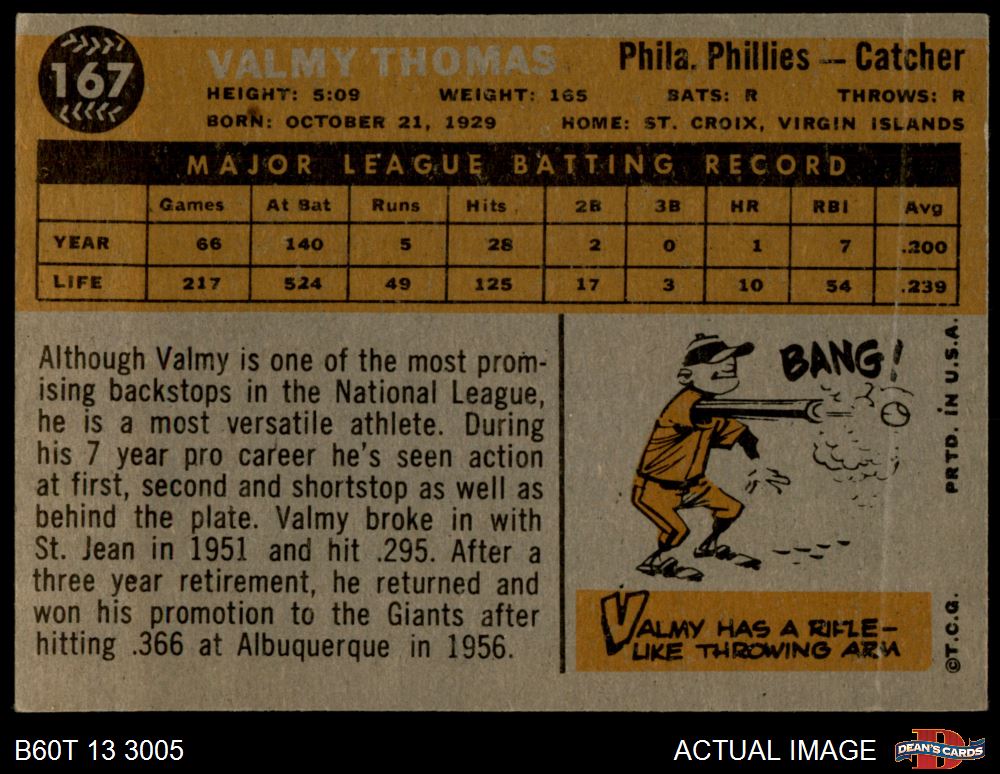 167
VALMY THOMAS
Phila. Phillies — Catcher
HEIGHT: 5:09 WEIGHT: 165 BATS: R THROWS: R
BORN: OCTOBER 21, 1929 HOME: ST. CROIX, VIRGIN ISLANDS
MAJOR LEAGUE BATTING RECORD
Games At Bat Runs Hits 2B 3B HR RBI Avg
YEAR 66 140 5 28 2 0 1 7 .200
LIFE 217 524 49 125 17 3 10 54 .239
Although Valmy is one of the most prom-
ising backstops in the National League,
he is a most versatile athlete. During
his 7 year pro career he's seen action
at first, second and shortstop as well as
behind the plate. Valmy broke in with
St. Jean in 1951 and hit .295. After a
three year retirement, he returned and
won his promotion to the Giants after
hitting .366 at Albuquerque in 1956.
BANG!
VALMY HAS A RIFLE-
LIKE THROWING ARM
©T.C.G. PRTD. IN U.S.A.
B60T 13 3005
ACTUAL IMAGE
D
DEAN'S CARDS